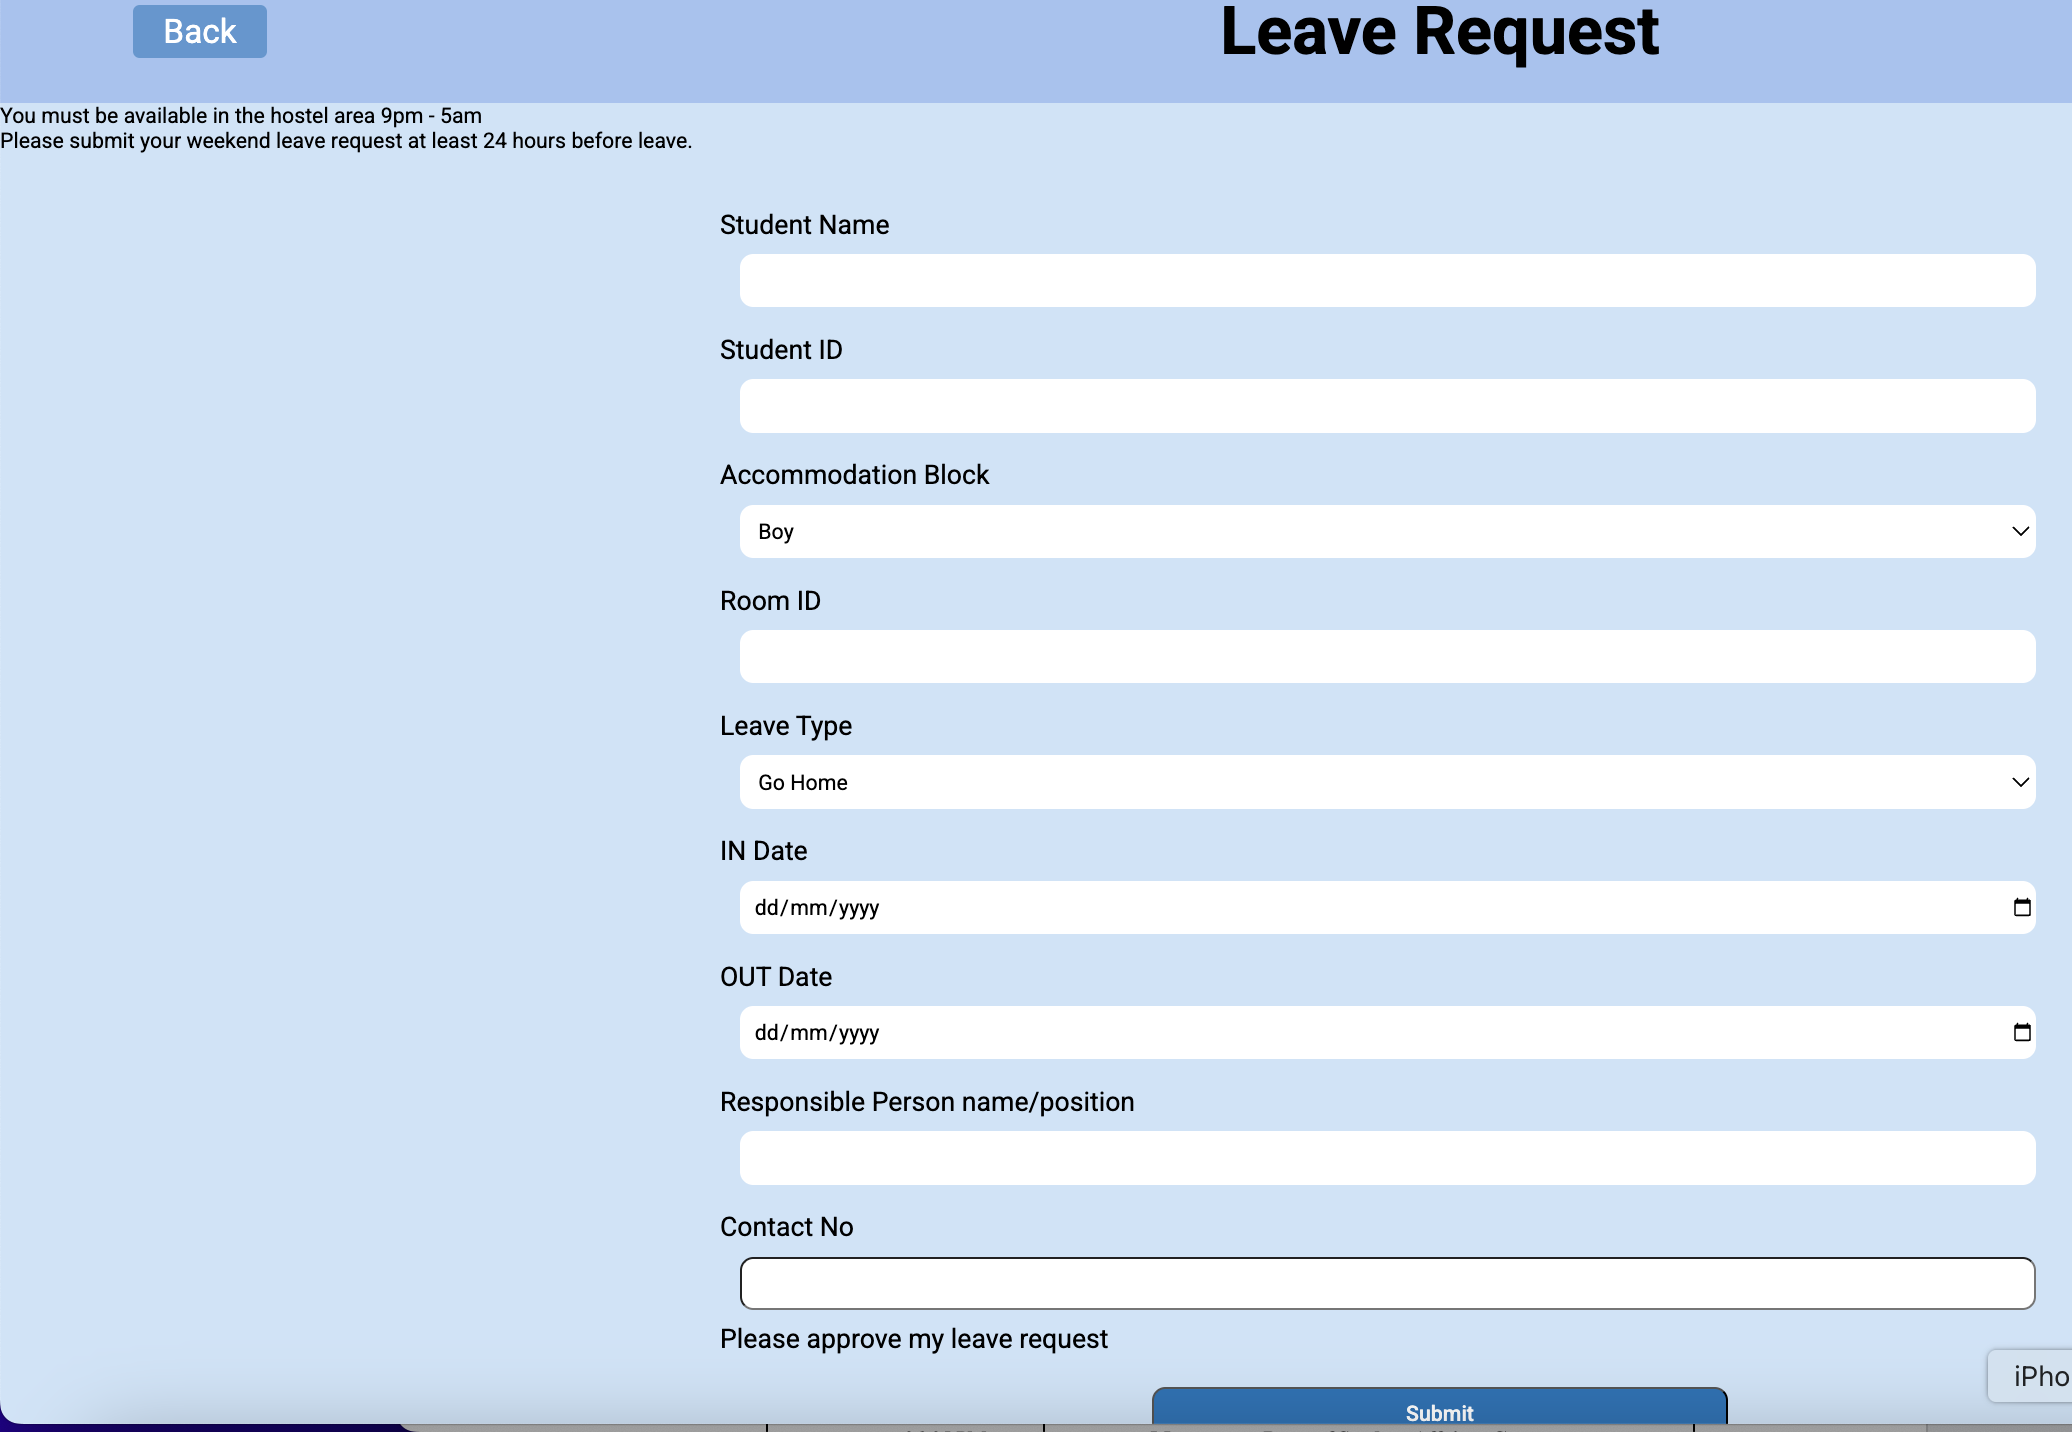 Back
Leave Request
You must be available in the hostel area 9pm - 5am
Please submit your weekend leave request at least 24 hours before leave.
Student Name
Student ID
Accommodation Block
Boy
Room ID
Leave Type
Go Home
IN Date
dd/mm/yyyy
OUT Date
dd/mm/yyyy
Responsible Person name/position
Contact No
Please approve my leave request
iPho
Submit